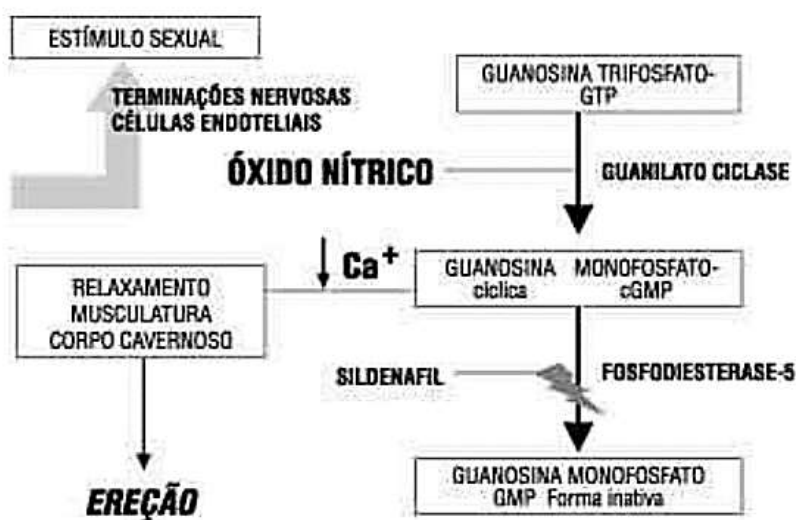 ESTÍMULO SEXUAL
TERMINAÇÕES NERVOSAS
CÉLULAS ENDOTELIAIS
GUANOSINA TRIFOSFATO-
GTP
ÓXIDO NÍTRICO
GUANILATO CICLASE
Ca+
GUANOSINA MONOFOSFATO-
cíclica cGMP
RELAXAMENTO
MUSCULATURA
CORPO CAVERNOSO
SILDENAFIL
FOSFODIESTERASE-5
EREÇÃO
GUANOSINA MONOFOSFATO
GMP Forma inativa